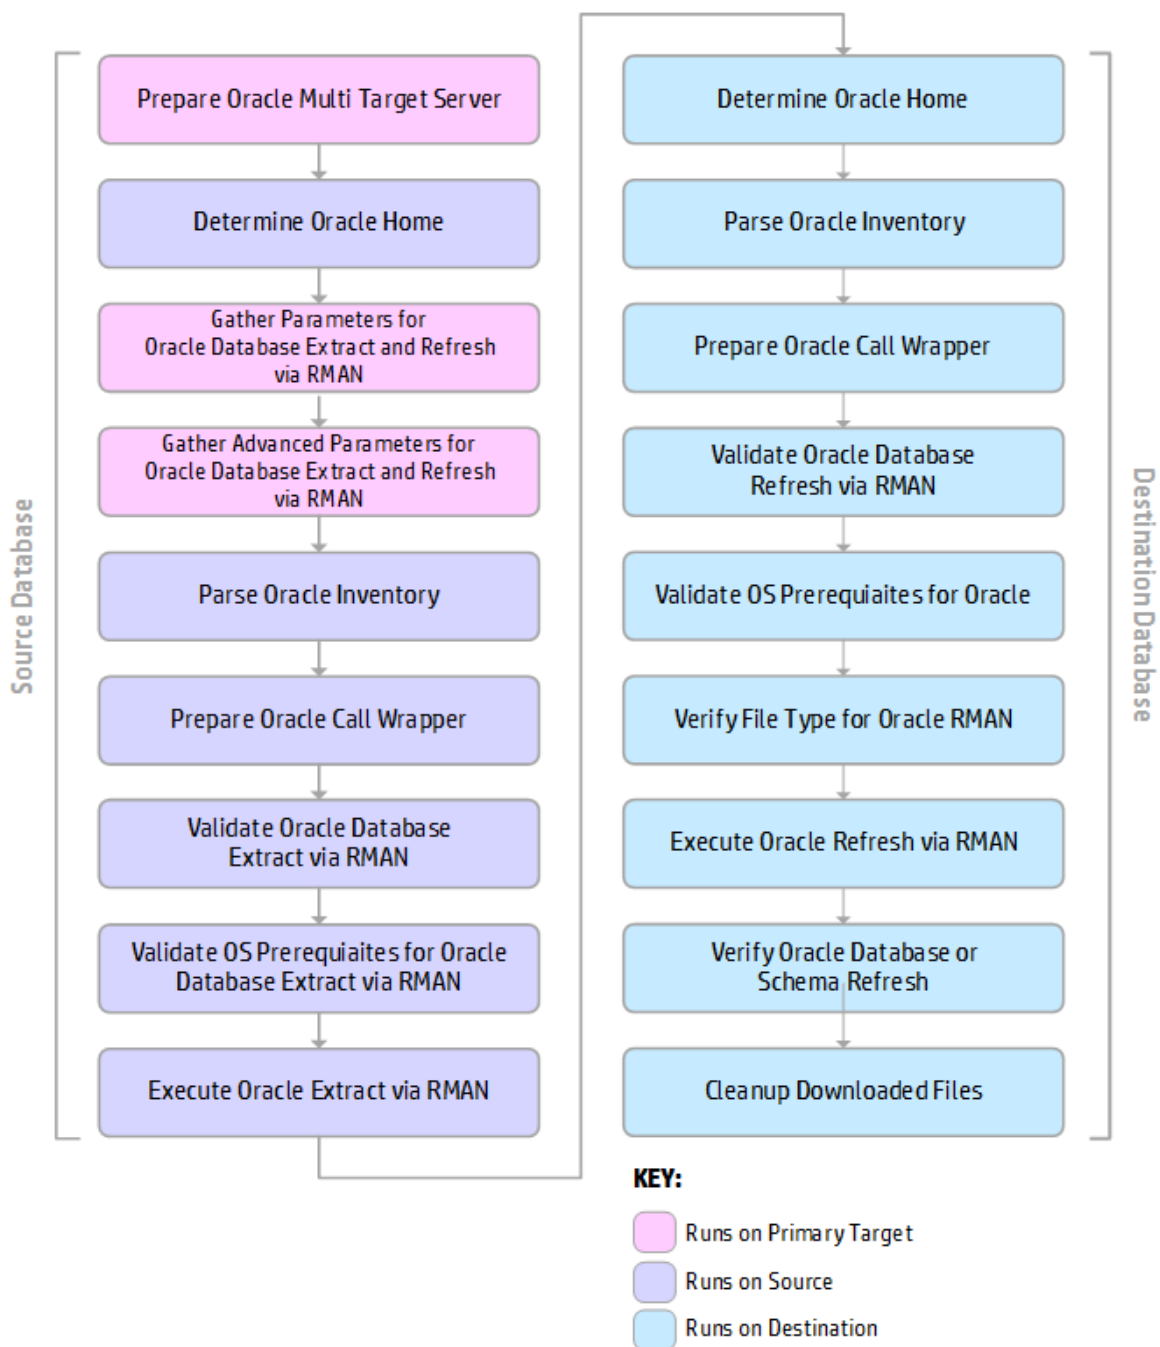 Source Database
Prepare Oracle Multi Target Server
Determine Oracle Home
Gather Parameters for
Oracle Database Extract and Refresh
via RMAN
Gather Advanced Parameters for
Oracle Database Extract and Refresh
via RMAN
Parse Oracle Inventory
Prepare Oracle Call Wrapper
Validate Oracle Database
Extract via RMAN
Validate OS Prerequiaites for Oracle
Database Extract via RMAN
Execute Oracle Extract via RMAN
Determine Oracle Home
Parse Oracle Inventory
Prepare Oracle Call Wrapper
Validate Oracle Database
Refresh via RMAN
Validate OS Prerequiaites for Oracle
Verify File Type for Oracle RMAN
Execute Oracle Refresh via RMAN
Verify Oracle Database or
Schema Refresh
Cleanup Downloaded Files
Destination Database
KEY:
Runs on Primary Target
Runs on Source
Runs on Destination